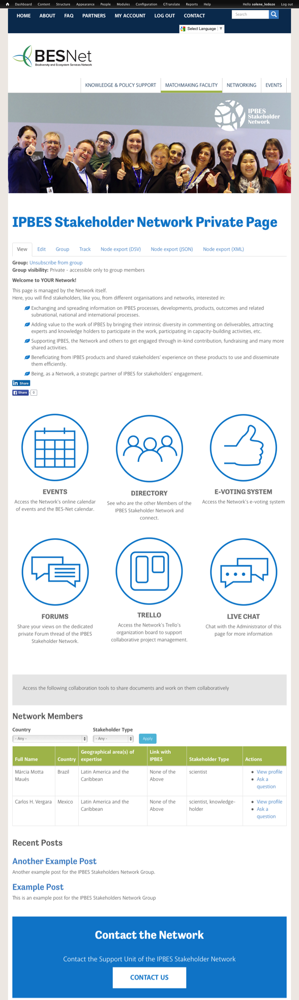 Dashboard Content Structure Appearance People Modules Configuration GTranslate Reports Help Hello solene_ledoze Log out
HOME ABOUT FAQ PARTNERS MY ACCOUNT LOG OUT CONTACT Search
Select Language ▼
BESNet
Biodiversity and Ecosystem Services Network
KNOWLEDGE & POLICY SUPPORT MATCHMAKING FACILITY NETWORKING EVENTS
IPBES
Stakeholder
Network
IPBES Stakeholder Network Private Page
View Edit Group Track Node export (DSV) Node export (JSON) Node export (XML)
Group: Unsubscribe from group
Group visibility: Private - accessible only to group members
Welcome to YOUR Network!
This page is managed by the Network itself.
Here, you will find stakeholders, like you, from different organisations and networks, interested in:
Exchanging and spreading information on IPBES processes, developments, products, outcomes and related
subnational, national and international processes.
Adding value to the work of IPBES by bringing their intrinsic diversity in commenting on deliverables, attracting
experts and knowledge holders to participate in the work, participating in capacity-building activities, etc.
Supporting IPBES, the Network and others to get engaged through in-kind contribution, fundraising and many more
shared activities.
Beneficiating from IPBES products and shared stakeholders' experience on these products to use and disseminate
them efficiently.
Being, as a Network, a strategic partner of IPBES for stakeholders' engagement.
in Share
f Share 0
EVENTS
Access the Network's online calendar
of events and the BES-Net calendar.
DIRECTORY
See who are the other Members of the
IPBES Stakeholder Network and
connect.
E-VOTING SYSTEM
Access the Network's e-voting system
FORUMS
Share your views on the dedicated
private Forum thread of the IPBES
Stakeholder Network.
TRELLO
Access the Network's Trello's
organization board to support
collaborative project management.
LIVE CHAT
Chat with the Administrator of this
page for more information
Access the following collaboration tools to share documents and work on them collaboratively
Network Members
Country Stakeholder Type
- Any - - Any - Apply
Full Name Country Geographical area(s) of expertise Link with IPBES Stakeholder Type Actions
Márcia Motta Brazil Latin America and the None of the scientist • View profile
Maués Caribbean Above • Ask a
question
Carlos H. Vergara Mexico Latin America and the None of the scientist, knowledge- • View profile
Caribbean Above holder • Ask a
question
Recent Posts
Another Example Post
Another example post for the IPBES Stakeholders Network Group.
Example Post
This is an example post for the IPBES Stakeholders Network Group
Contact the Network
Contact the Support Unit of the IPBES Stakeholder Network
CONTACT US